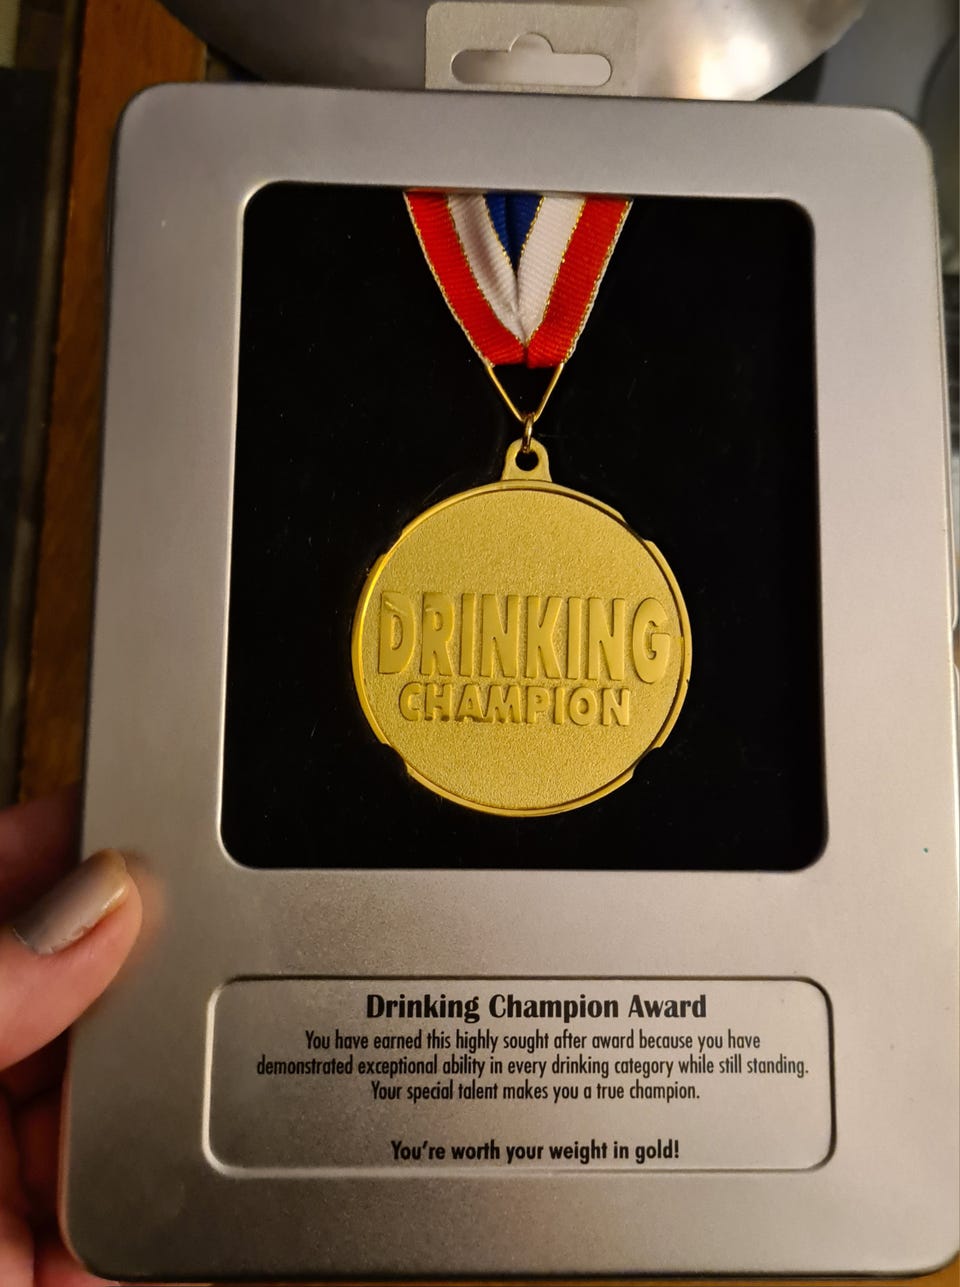 DRINKING
CHAMPION
Drinking Champion Award
You have earned this highly sought after award because you have
demonstrated exceptional ability in every drinking category while still standing.
Your special talent makes you a true champion.
You're worth your weight in gold!